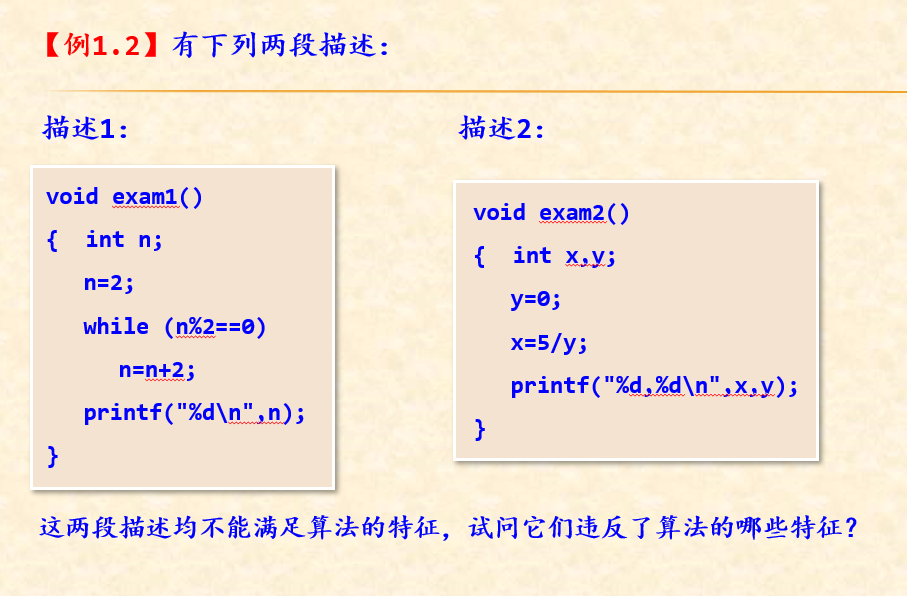 【例1.2】有下列两段描述：
描述1：
void exam1()
{  int n;
n=2;
while (n%2==0)
n=n+2;
printf("%d\n",n);
}
描述2：
void exam2()
{  int x,y;
y=0;
x=5/y;
printf("%d,%d\n",x,y);
}
这两段描述均不能满足算法的特征，试问它们违反了算法的哪些特征？